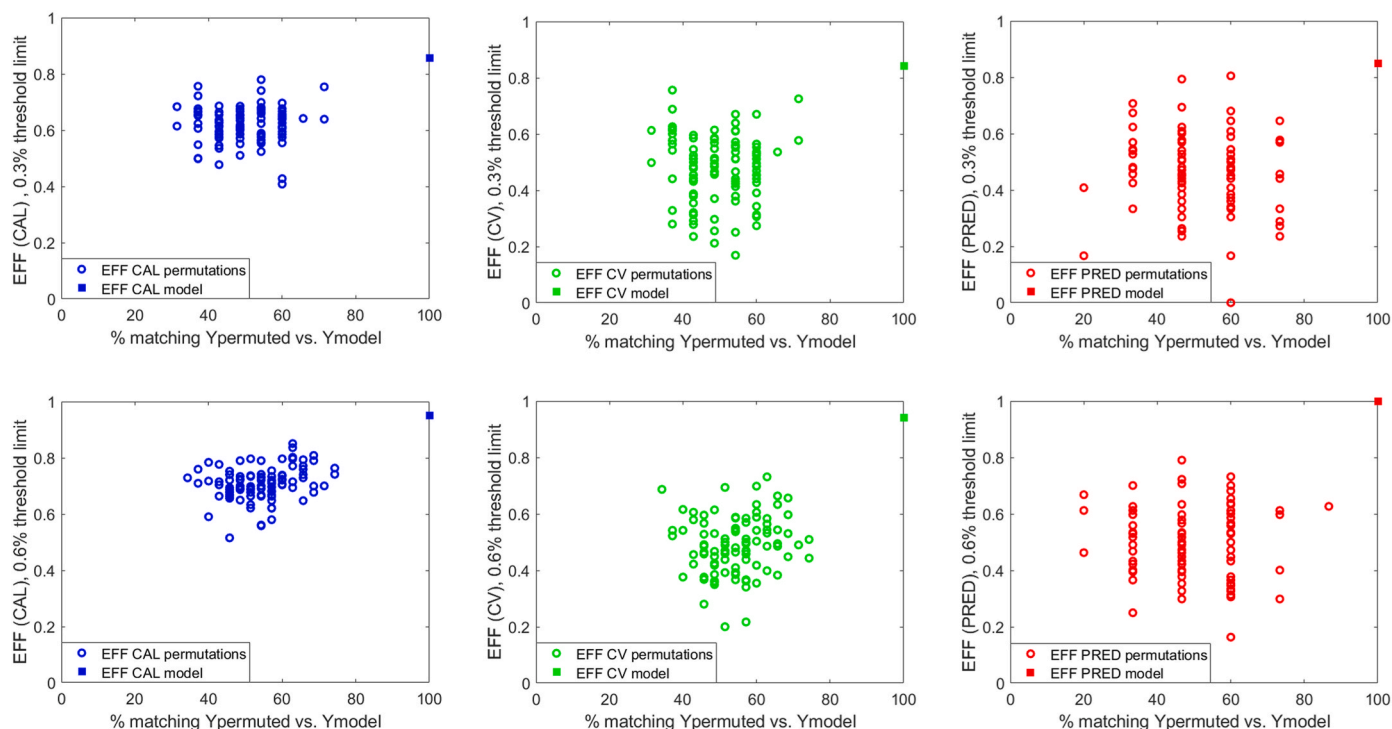 EFF (CAL) , 0.3% threshold limit
1
0.8
0.6
0.4
0.2
0
EFF CAL permutations
EFF CAL model
0 20 40 60 80 100
% matching Ypermuted vs. Ymodel
EFF (CV), 0.3% threshold limit
1
0.8
0.6
0.4
0.2
0
EFF CV permutations
EFF CV model
0 20 40 60 80 100
% matching Ypermuted vs. Ymodel
EFF (PRED), 0.3% threshold limit
1
0.8
0.6
0.4
0.2
0
EFF PRED permutations
EFF PRED model
0 20 40 60 80 100
% matching Ypermuted vs. Ymodel
EFF (CAL), 0.6% threshold limit
1
0.8
0.6
0.4
0.2
0
EFF CAL permutations
EFF CAL model
0 20 40 60 80 100
% matching Ypermuted vs. Ymodel
EFF (CV), 0.6% threshold limit
1
0.8
0.6
0.4
0.2
0
EFF CV permutations
EFF CV model
0 20 40 60 80 100
% matching Ypermuted vs. Ymodel
EFF (PRED), 0.6% threshold limit
1
0.8
0.6
0.4
0.2
0
EFF PRED permutations
EFF PRED model
0 20 40 60 80 100
% matching Ypermuted vs. Ymodel